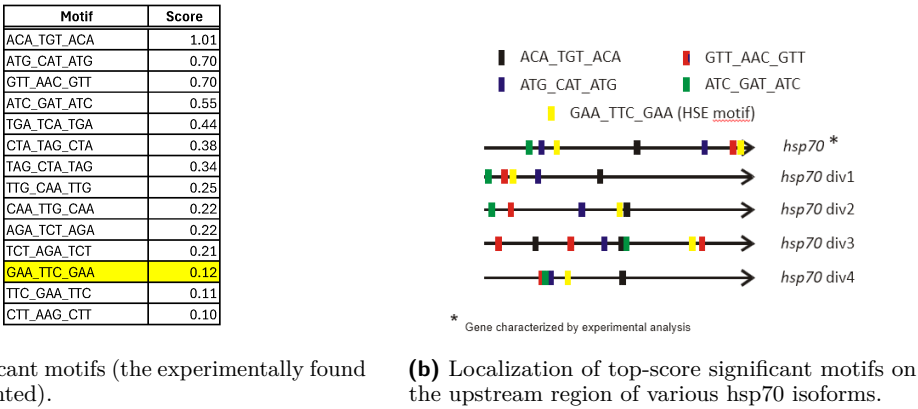 Motif Score
ACA_TGT_ACA 1.01
ATG_CAT_ATG 0.70
GTT_AAC_GTT 0.70
ATC_GAT_ATC 0.55
TGA_TCA_TGA 0.44
CTA_TAG_CTA 0.38
TAG_CTA_TAG 0.34
TTG_CAA_TTG 0.25
CAA_TTG_CAA 0.22
AGA_TCT_AGA 0.22
TCT_AGA_TCT 0.21
GAA_TTC_GAA 0.12
TTC_GAA_TTC 0.11
CTT_AAG_CTT 0.10
cant motifs (the experimentally found
nted).
ACA_TGT_ACA GTT_AAC_GTT
ATG_CAT_ATG ATC_GAT_ATC
GAA_TTC_GAA (HSE motif)
hsp70 *
hsp70 div1
hsp70 div2
hsp70 div3
hsp70 div4
* Gene characterized by experimental analysis
(b) Localization of top-score significant motifs on
the upstream region of various hsp70 isoforms.